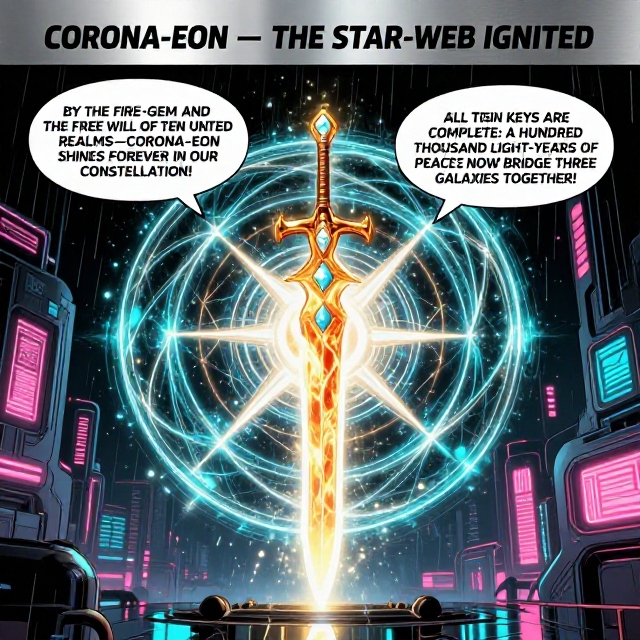 CORONA-EON — THE STAR-WEB IGNITED
BY THE FIRE-GEM AND
THE FREE WILL OF TEN UNTED
REALMS—CORONA-EON
SHINES FOREVER IN OUR
CONSTELLATION!
ALL KEYS ARE
COMPLETE: A HUNDRED
THOUSAND LIGHT-YEARS OF
PEACE NOW BRIDGE THREE
GALAXIES TOGETHER!